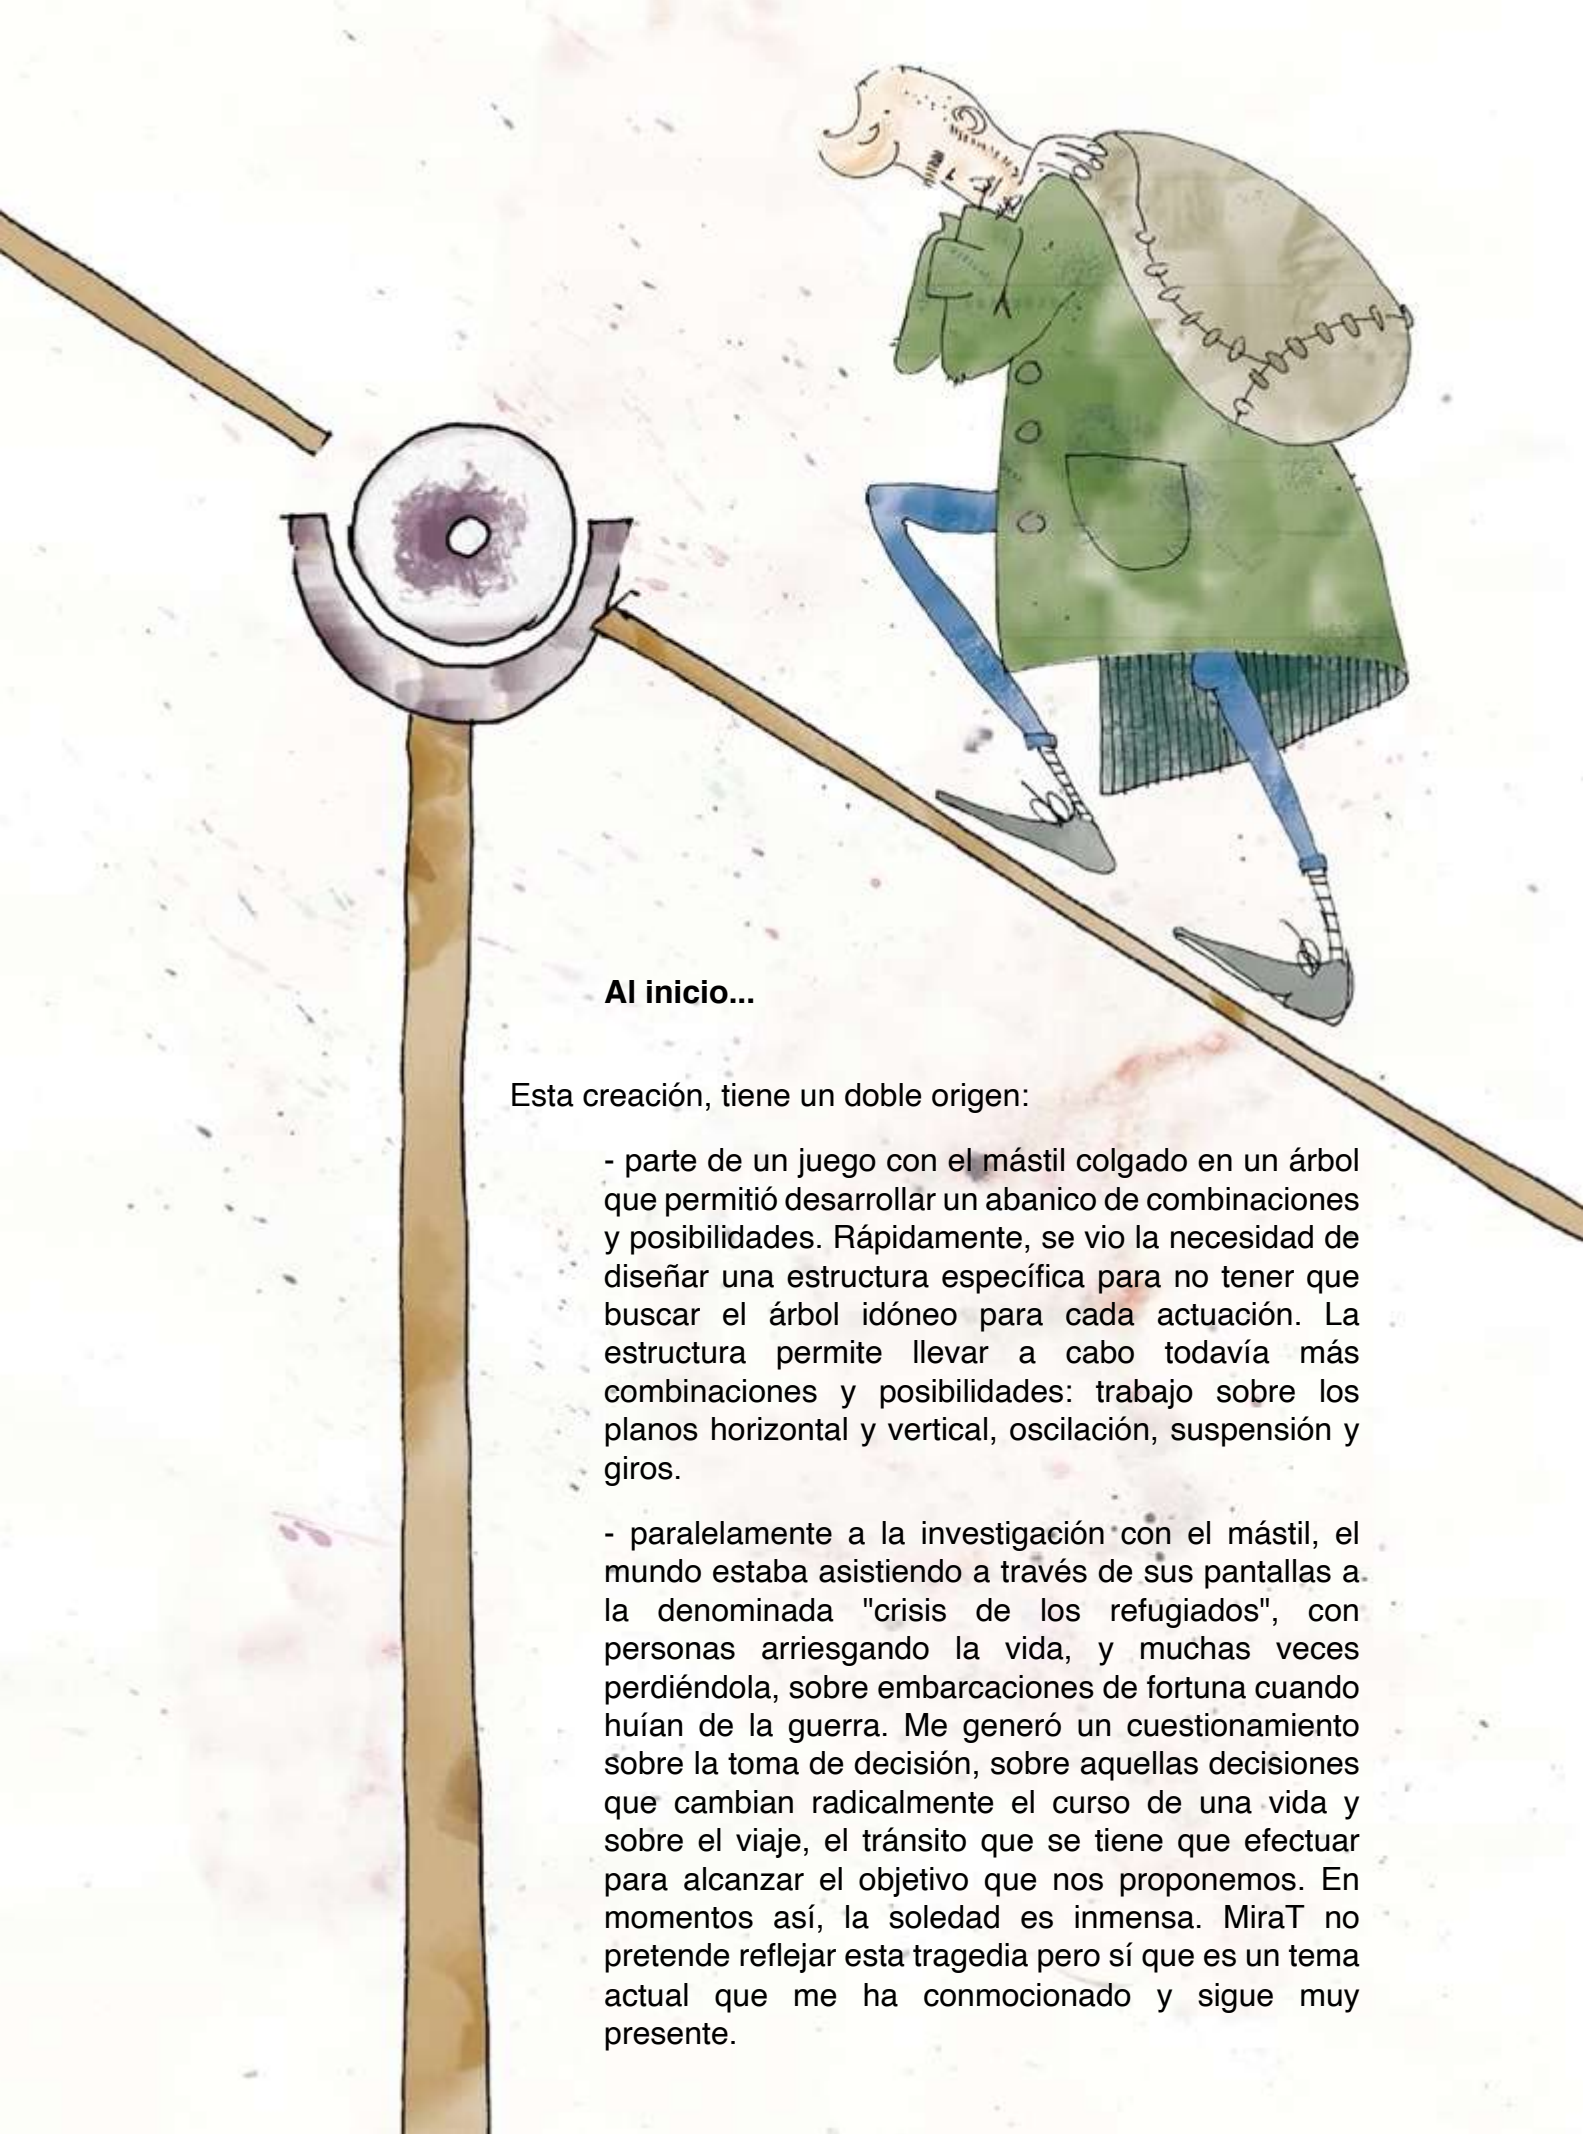 Al inicio...
Esta creación, tiene un doble origen:
- parte de un juego con el mástil colgado en un árbol
que permitió desarrollar un abanico de combinaciones
y posibilidades. Rápidamente, se vio la necesidad de
diseñar una estructura específica para no tener que
buscar el árbol idóneo para cada actuación. La
estructura permite llevar a cabo todavía más
combinaciones y posibilidades: trabajo sobre los
planos horizontal y vertical, oscilación, suspensión y
giros.
- paralelamente a la investigación con el mástil, el
mundo estaba asistiendo a través de sus pantallas a
la denominada "crisis de los refugiados", con
personas arriesgando la vida, y muchas veces
perdiéndola, sobre embarcaciones de fortuna cuando
huían de la guerra. Me generó un cuestionamiento
sobre la toma de decisión, sobre aquellas decisiones
que cambian radicalmente el curso de una vida y
sobre el viaje, el tránsito que se tiene que efectuar
para alcanzar el objetivo que nos proponemos. En
momentos así, la soledad es inmensa. MiraT no
pretende reflejar esta tragedia pero sí que es un tema
actual que me ha conmocionado y sigue muy
presente.